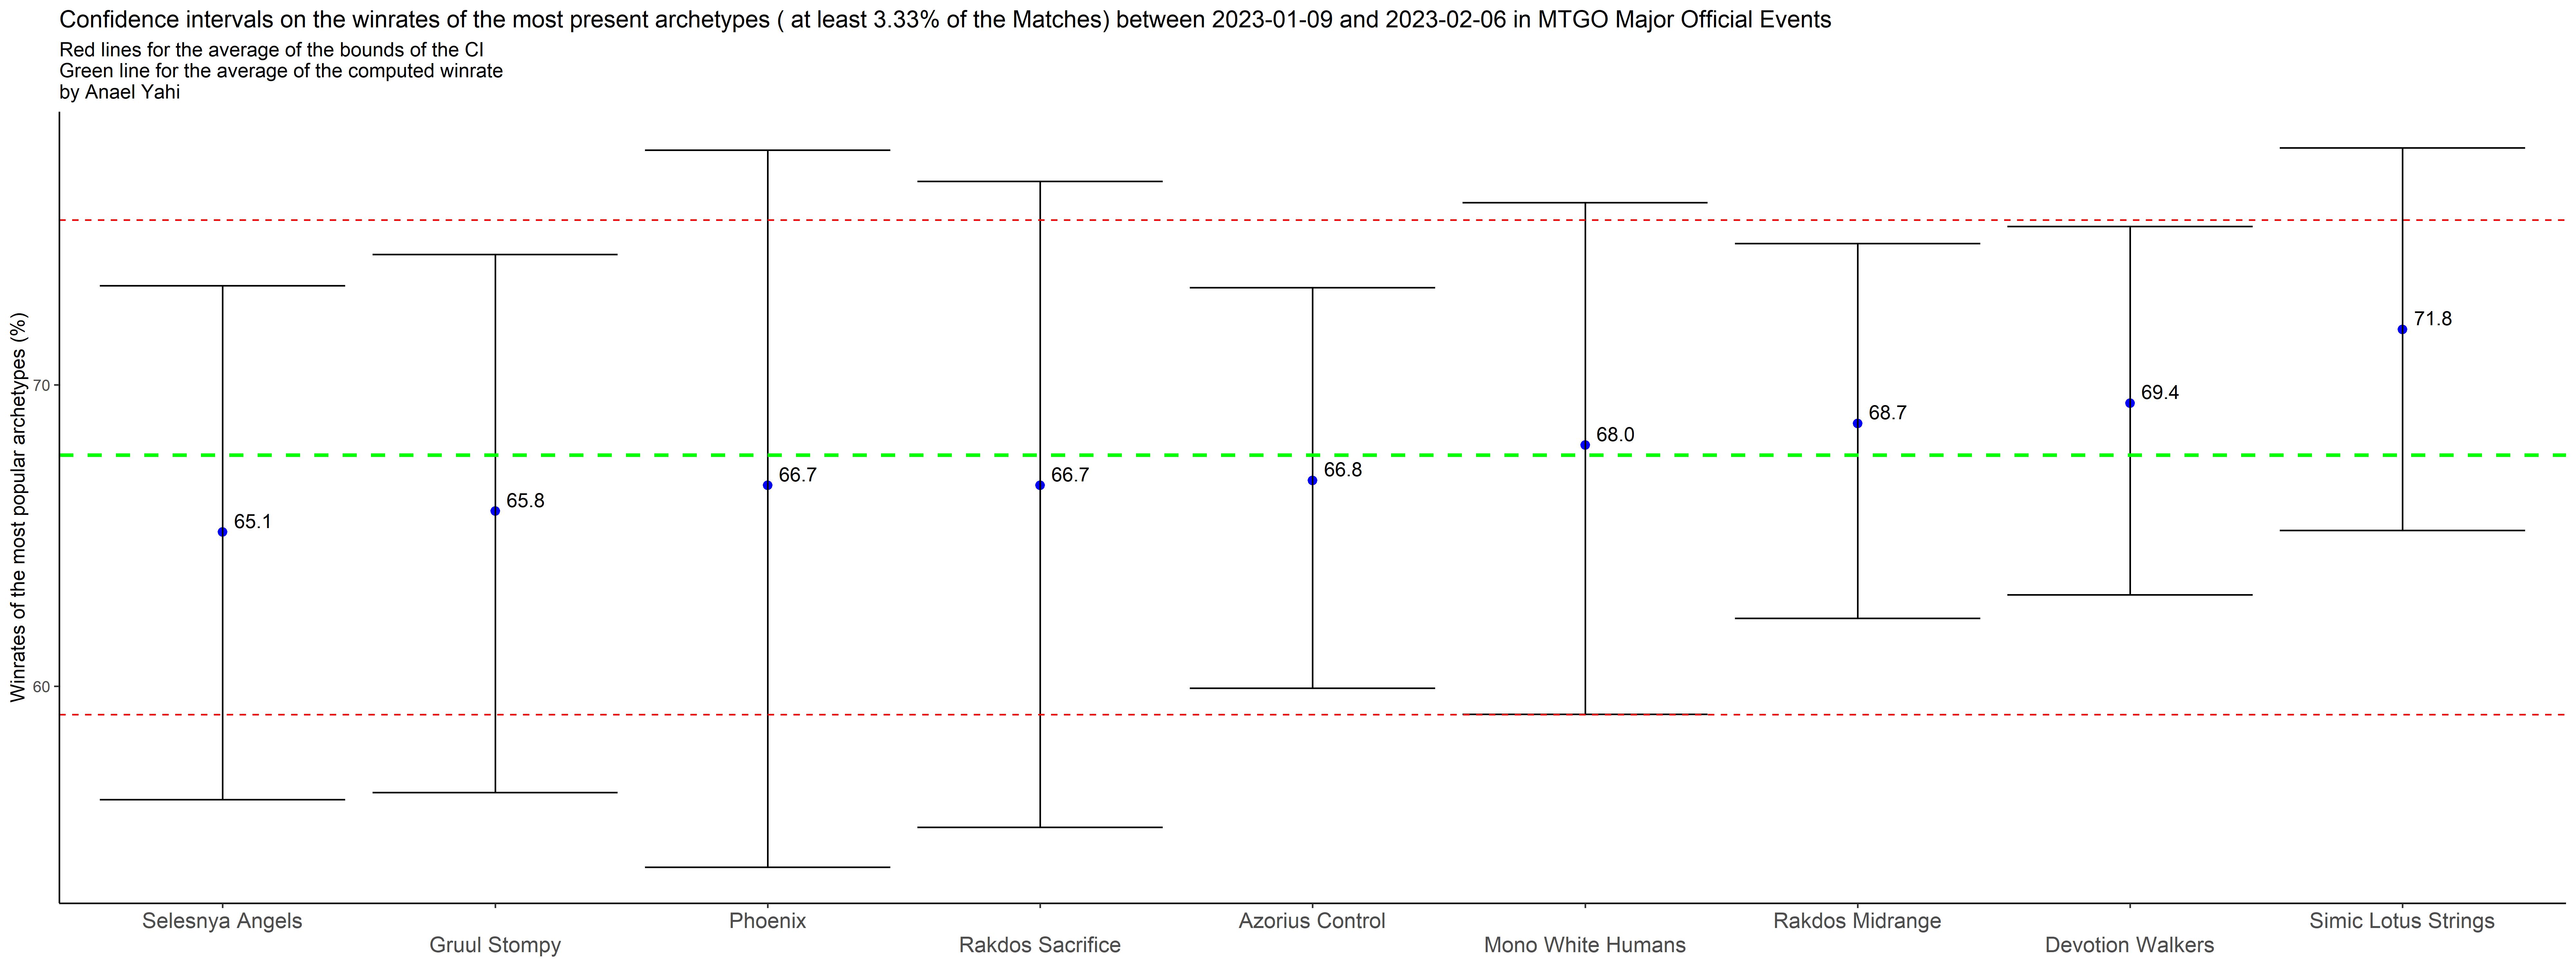 Confidence intervals on the winrates of the most present archetypes ( at least 3.33% of the Matches) between 2023-01-09 and 2023-02-06 in MTGO Major Official Events
Red lines for the average of the bounds of the CI
Green line for the average of the computed winrate
by Anael Yahi
Winrates of the most popular archetypes (%)
70
60
65.1
65.8
66.7
66.7
66.8
68.0
68.7
69.4
71.8
Selesnya Angels
Gruul Stompy
Phoenix
Rakdos Sacrifice
Azorius Control
Mono White Humans
Rakdos Midrange
Devotion Walkers
Simic Lotus Strings